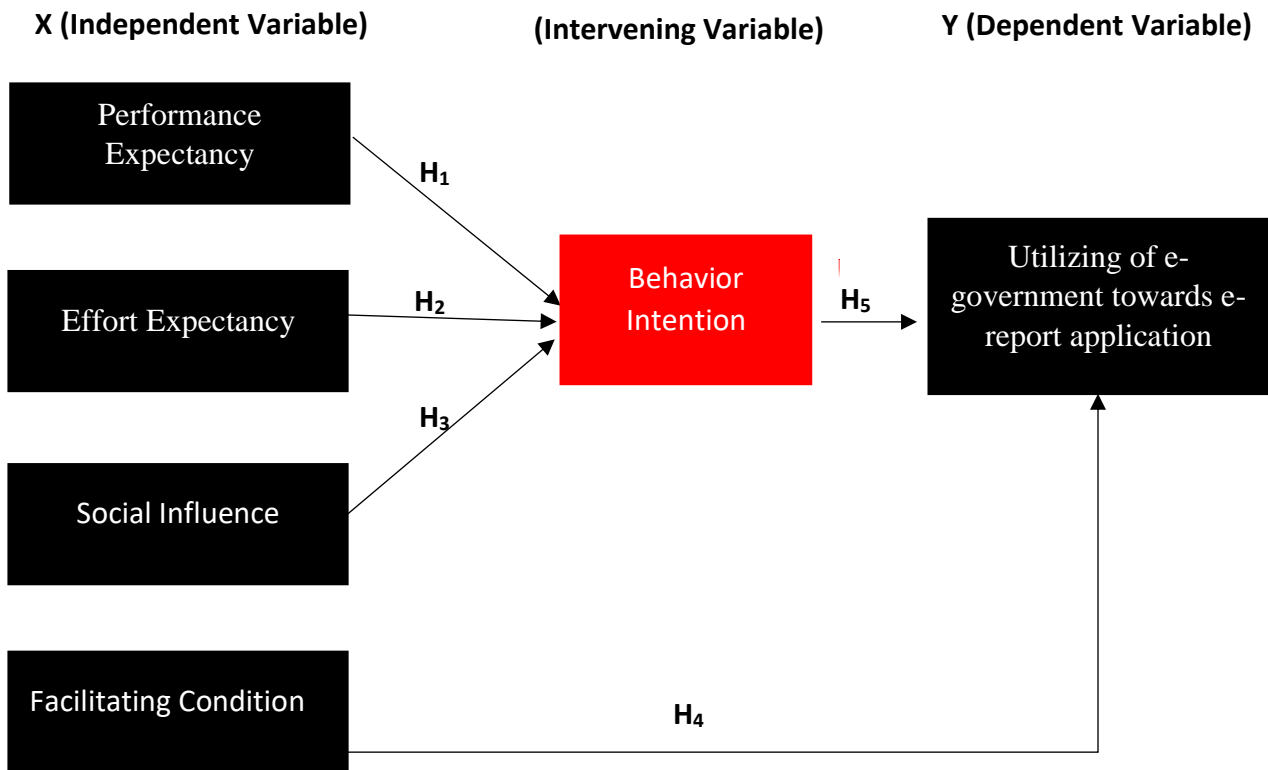 X (Independent Variable)
(Intervening Variable)
Y (Dependent Variable)
Performance
Expectancy
H₁
Effort Expectancy
H₂
Behavior
Intention
H₅
Utilizing of e-
government towards e-
report application
H₃
Social Influence
Facilitating Condition
H₄